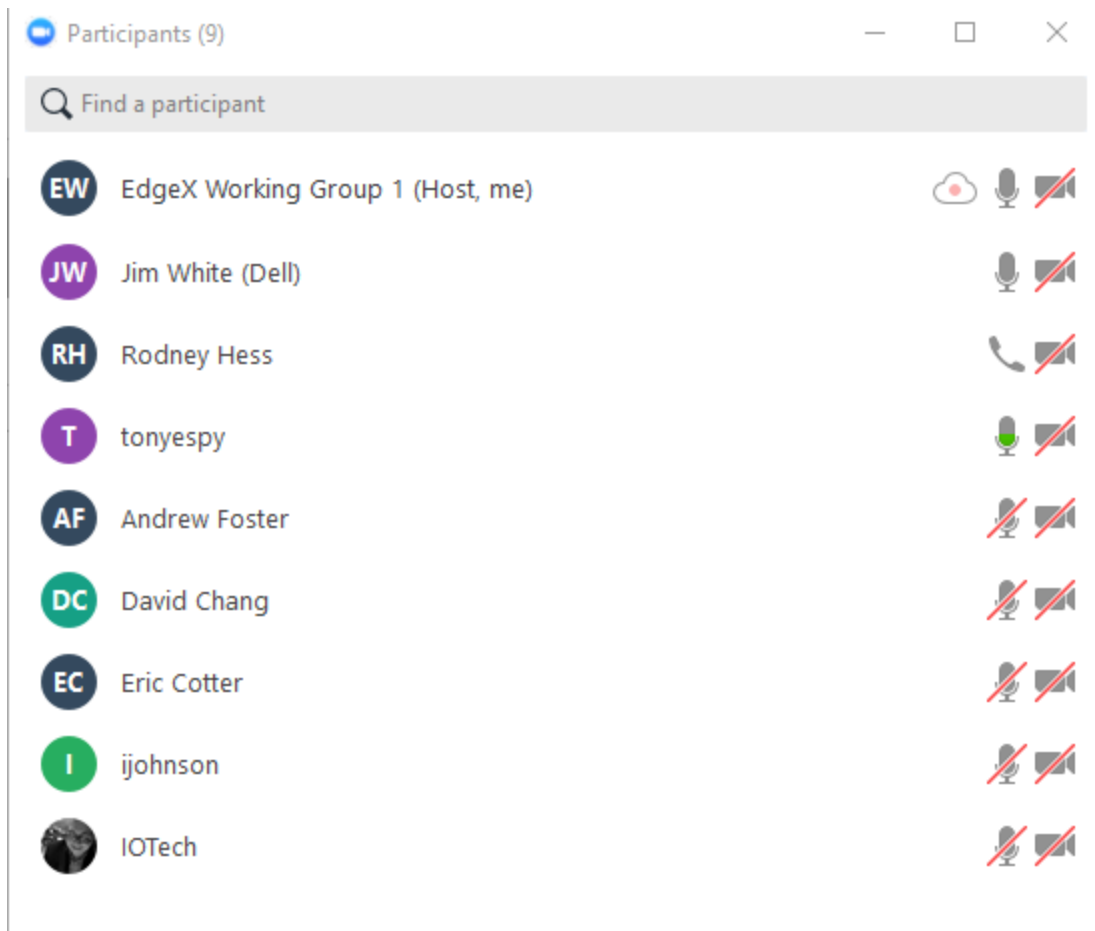 Participants (9)
Find a participant
EW EdgeX Working Group 1 (Host, me)
JW Jim White (Dell)
RH Rodney Hess
T tonyespy
AF Andrew Foster
DC David Chang
EC Eric Cotter
I ijohnson
IOTech